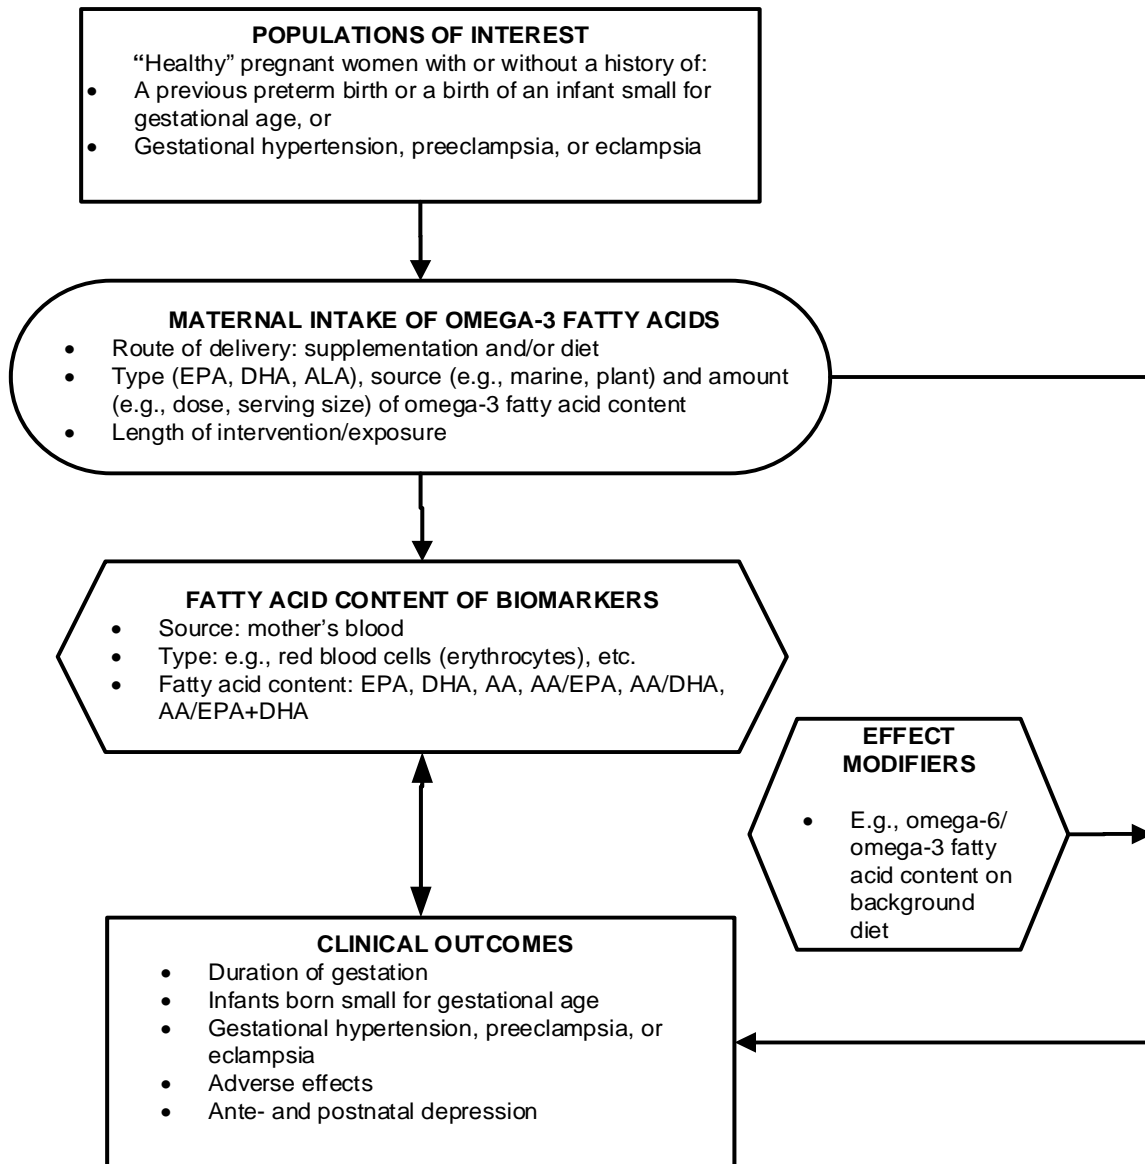 POPULATIONS OF INTEREST
“Healthy” pregnant women with or without a history of:
• A previous preterm birth or a birth of an infant small for
gestational age, or
• Gestational hypertension, preeclampsia, or eclampsia
MATERNAL INTAKE OF OMEGA-3 FATTY ACIDS
• Route of delivery: supplementation and/or diet
• Type (EPA, DHA, ALA), source (e.g., marine, plant) and amount
(e.g., dose, serving size) of omega-3 fatty acid content
• Length of intervention/exposure
FATTY ACID CONTENT OF BIOMARKERS
• Source: mother’s blood
• Type: e.g., red blood cells (erythrocytes), etc.
• Fatty acid content: EPA, DHA, AA, AA/EPA, AA/DHA,
AA/EPA+DHA
EFFECT
MODIFIERS
• E.g., omega-6/
omega-3 fatty
acid content on
background
diet
CLINICAL OUTCOMES
• Duration of gestation
• Infants born small for gestational age
• Gestational hypertension, preeclampsia, or
eclampsia
• Adverse effects
• Ante- and postnatal depression